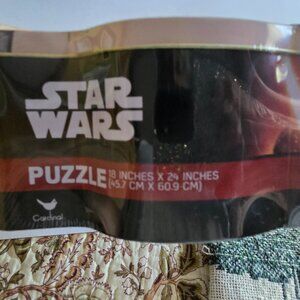 STAR
WARS
PUZZLE
18 INCHES X 24 INCHES
(45.7 CM X 60.9 CM)
Cardinal